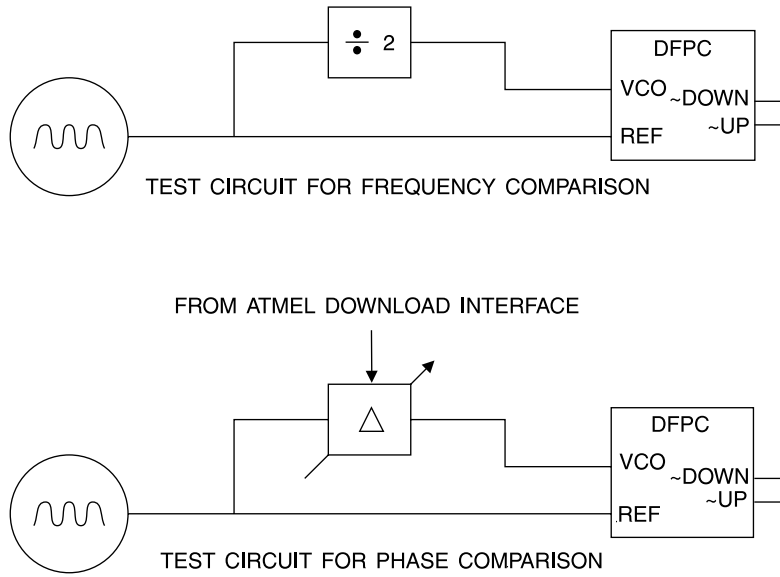 ÷ 2
DFPC
VCO
~DOWN
REF
~UP
TEST CIRCUIT FOR FREQUENCY COMPARISON
FROM ATMEL DOWNLOAD INTERFACE
△
DFPC
VCO
~DOWN
~UP
REF
TEST CIRCUIT FOR PHASE COMPARISON